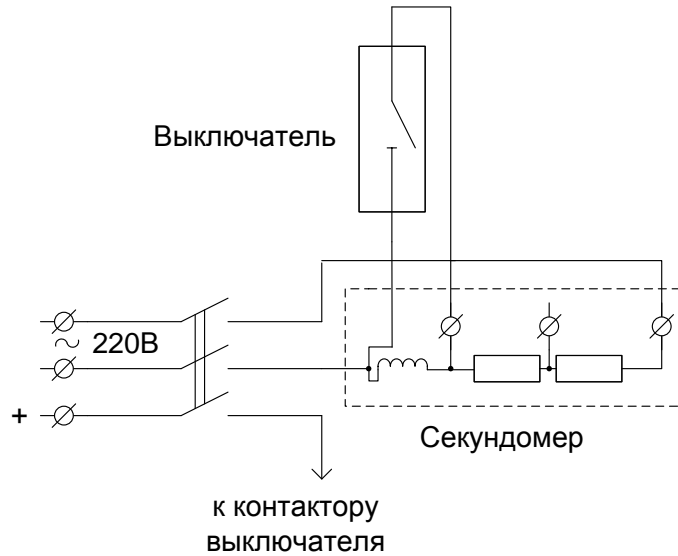 Выключатель
~ 220В
+
Секундомер
к контактору
выключателя